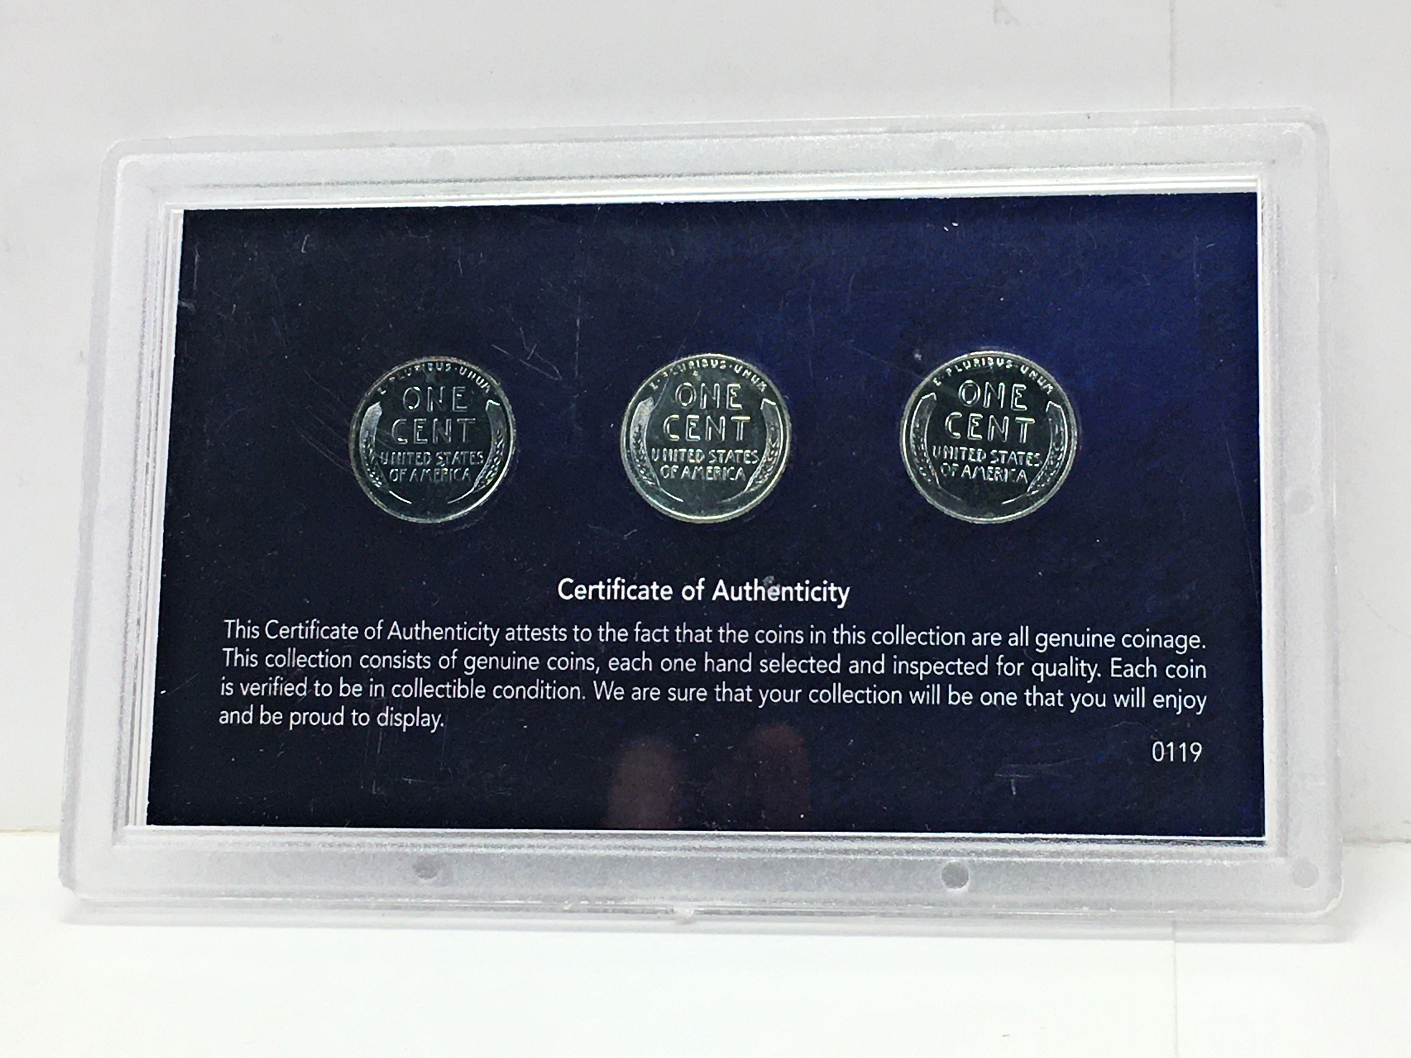 E·PLURIBUS·UNUM
ONE
CENT
UNITED STATES
OF AMERICA
E·PLURIBUS·UNUM
ONE
CENT
UNITED STATES
OF AMERICA
E·PLURIBUS·UNUM
ONE
CENT
UNITED STATES
OF AMERICA
Certificate of Authenticity
This Certificate of Authenticity attests to the fact that the coins in this collection are all genuine coinage.
This collection consists of genuine coins, each one hand selected and inspected for quality. Each coin
is verified to be in collectible condition. We are sure that your collection will be one that you will enjoy
and be proud to display.
0119